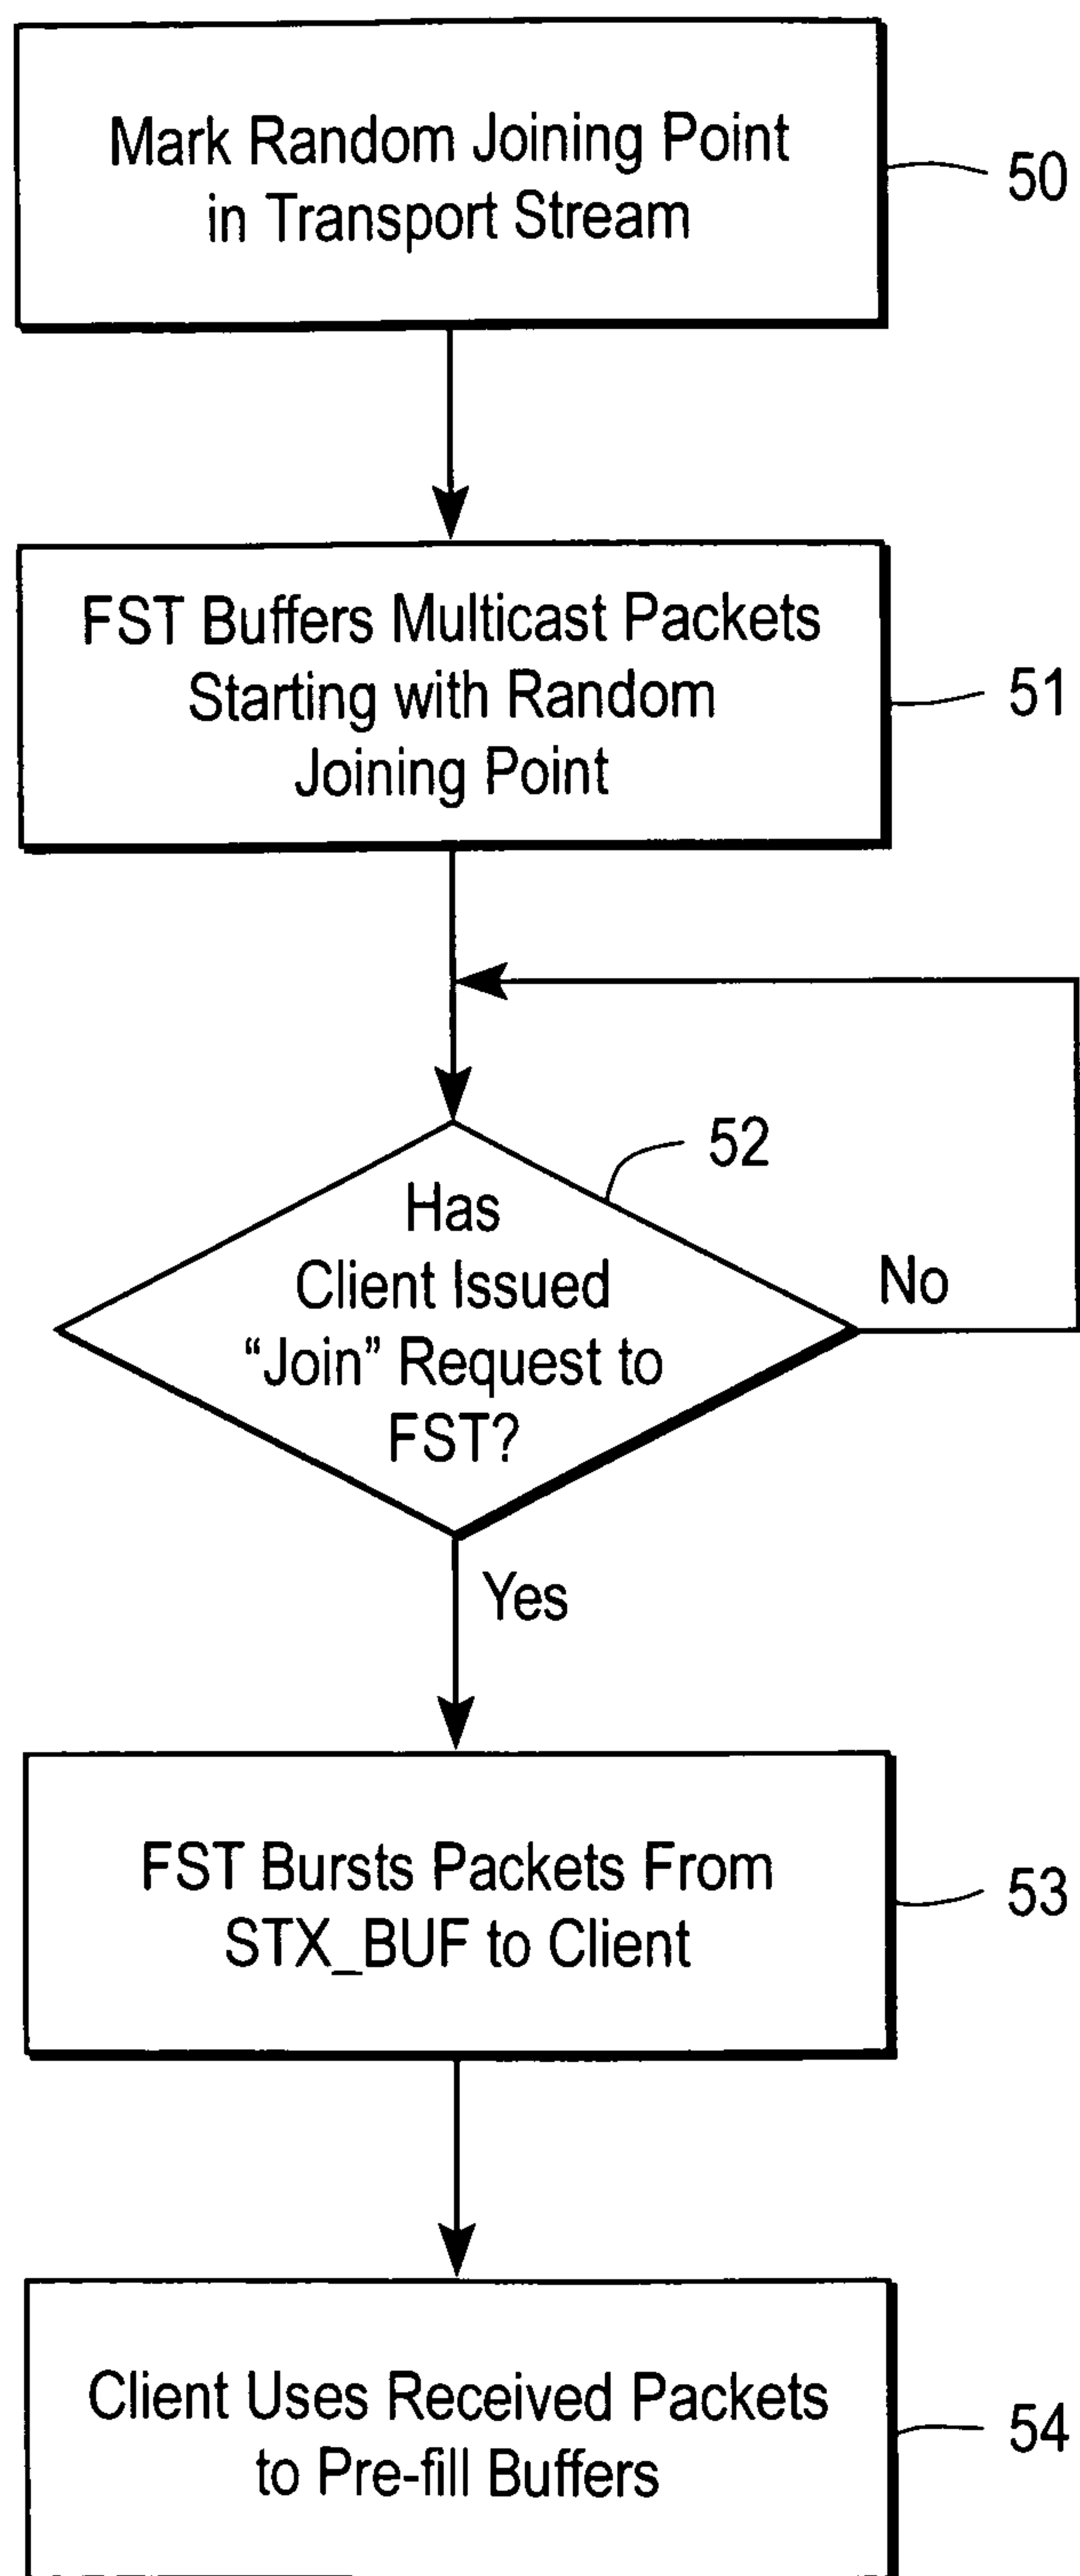 Mark Random Joining Point
in Transport Stream
50
FST Buffers Multicast Packets
Starting with Random
Joining Point
51
52
Has
Client Issued
“Join” Request to
FST?
No
Yes
FST Bursts Packets From
STX_BUF to Client
53
Client Uses Received Packets
to Pre-fill Buffers
54